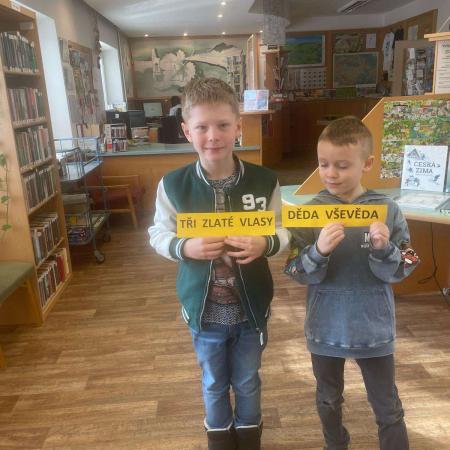 93
TŘI ZLATÉ VLASY
DĚDA VŠEVĚDA
ČESKÁ
ZIMA